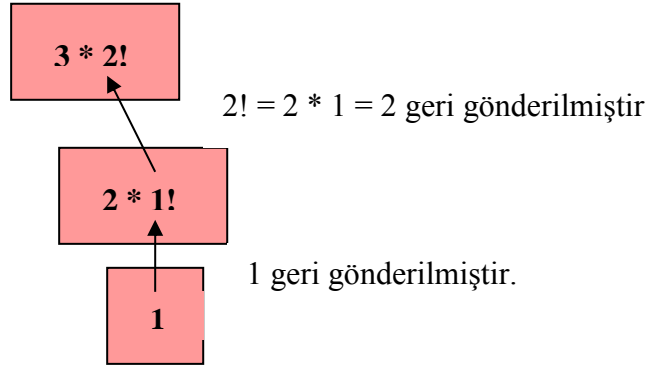 3 * 2!
2! = 2 * 1 = 2 geri gönderilmiştir
2 * 1!
1 geri gönderilmiştir.
1